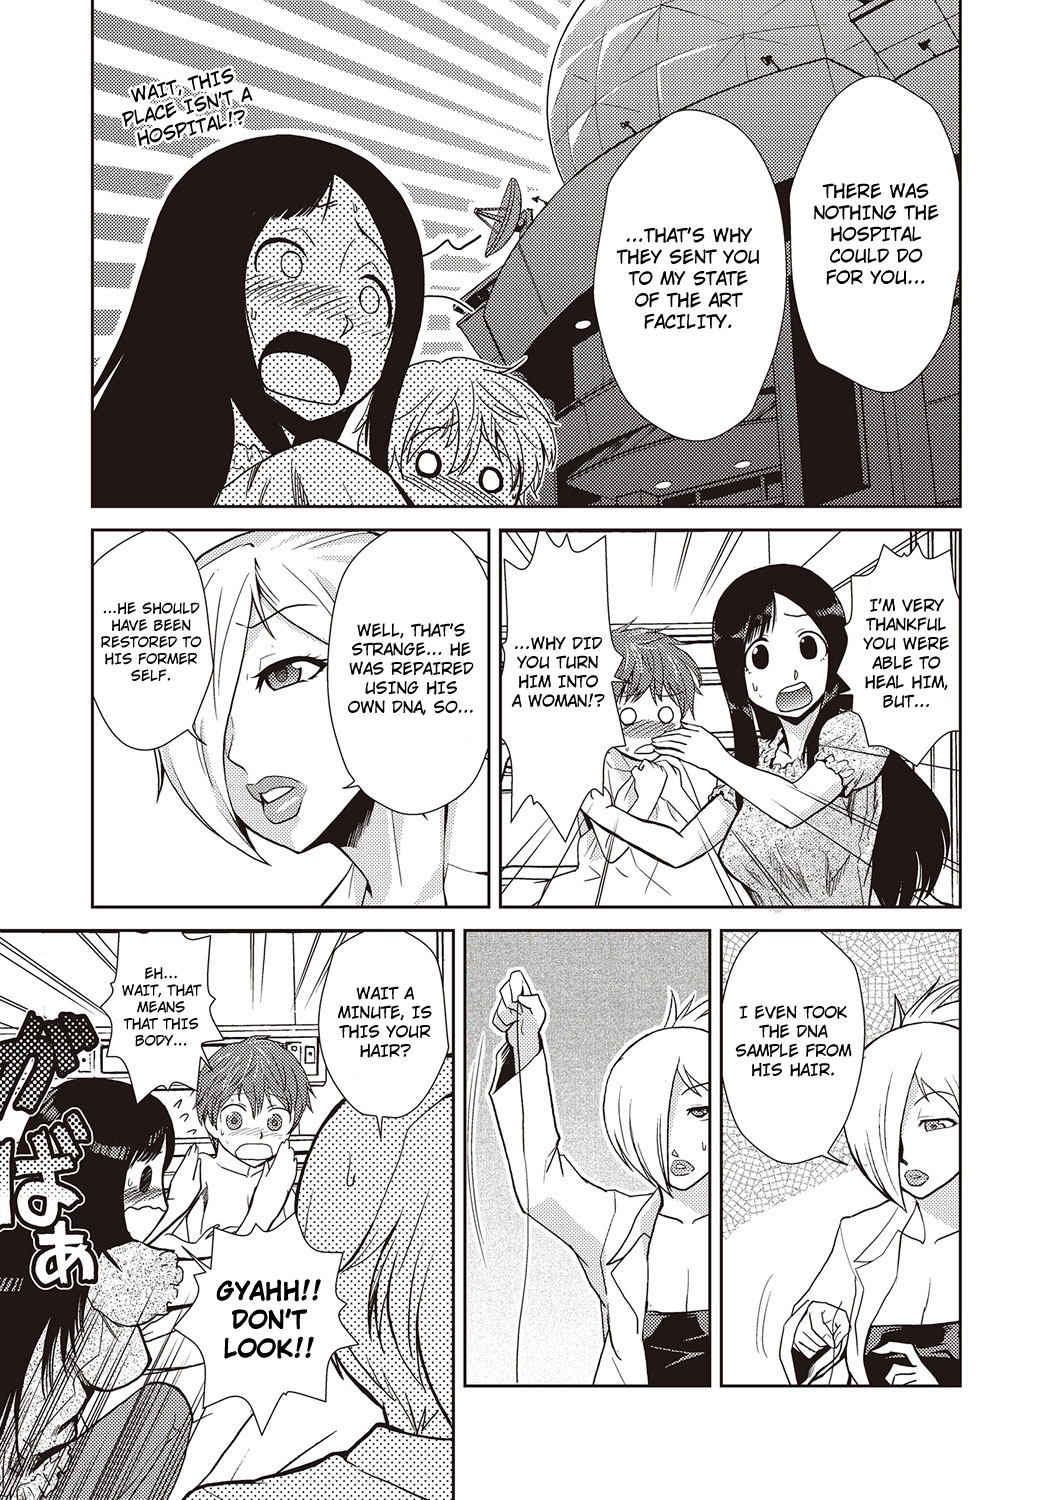 THERE WAS
NOTHING THE
HOSPITAL
COULD DO
FOR YOU...
...THAT'S WHY
THEY SENT YOU
TO MY STATE
OF THE ART
FACILITY.
WAIT, THIS
PLACE ISN'T A
HOSPITAL!?
I'M VERY
THANKFUL
YOU WERE
ABLE TO
HEAL HIM,
BUT...
...WHY DID
YOU TURN
HIM INTO
A WOMAN!?
WELL, THAT'S
STRANGE... HE
WAS REPAIRED
USING HIS
OWN DNA, SO...
...HE SHOULD
HAVE BEEN
RESTORED TO
HIS FORMER
SELF.
I EVEN TOOK
THE DNA
SAMPLE FROM
HIS HAIR.
WAIT A
MINUTE, IS
THIS YOUR
HAIR?
EH...
WAIT, THAT
MEANS
THAT THIS
BODY...
GYAHH!!
DON'T
LOOK!!
がばあ